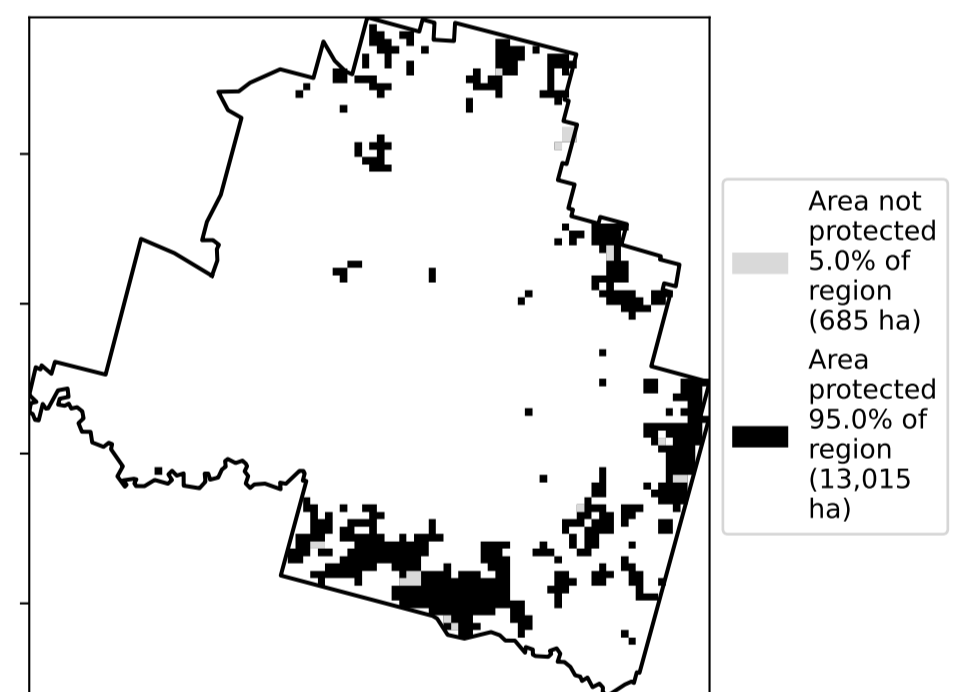 Area not
protected
5.0% of
region
(685 ha)
Area
protected
95.0% of
region
(13,015
ha)